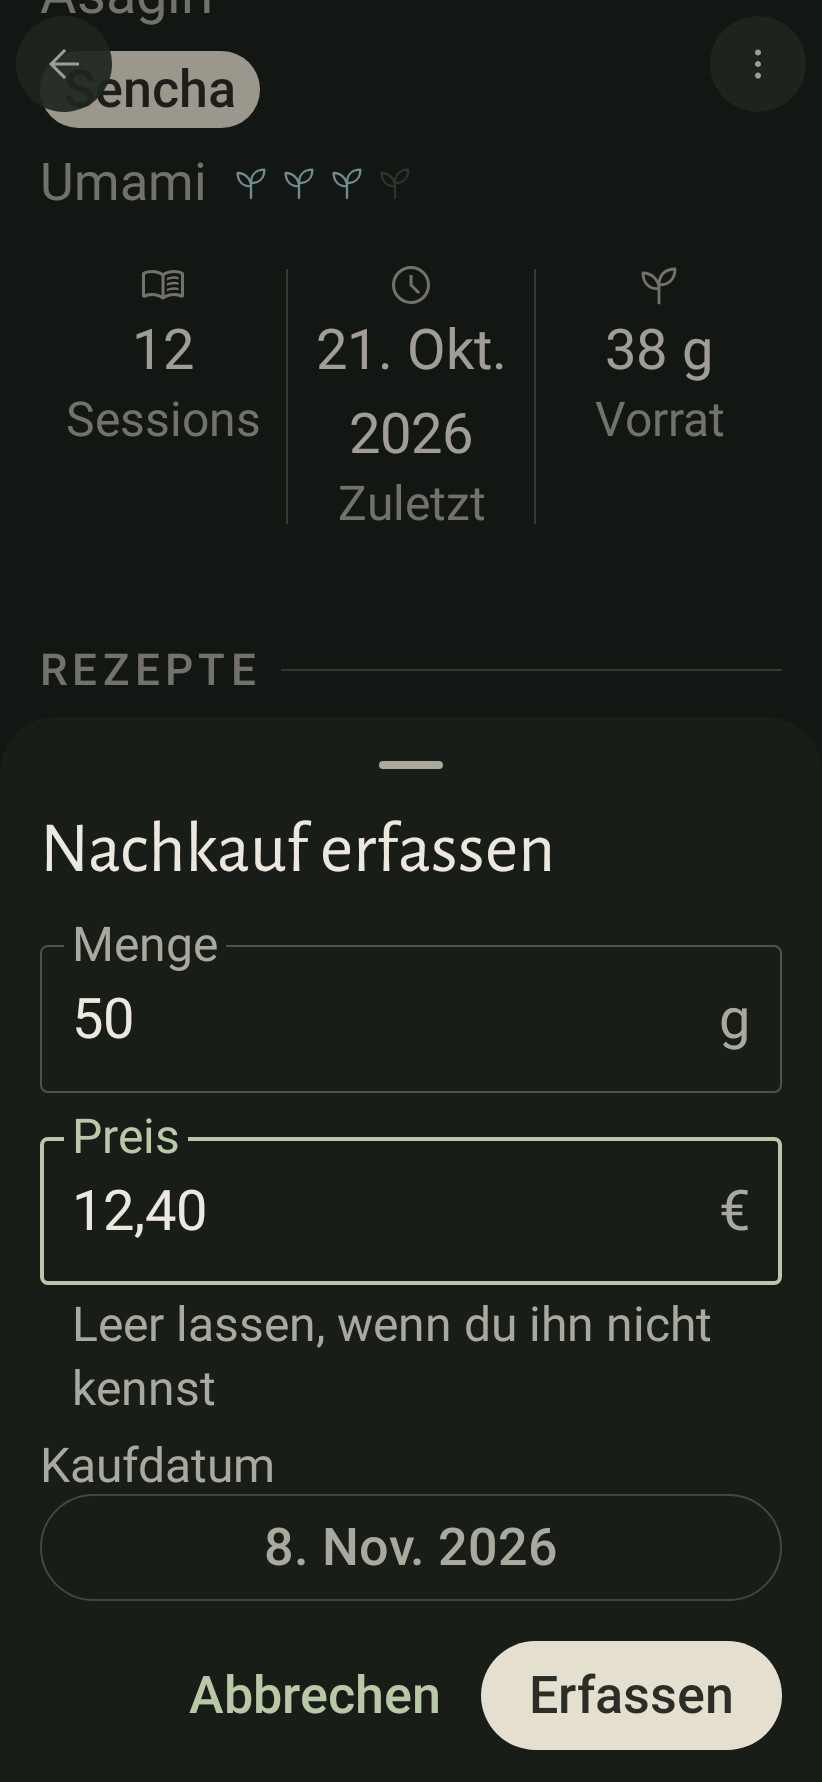 Asagiri
Sencha
Umami
12
Sessions
21. Okt.
2026
Zuletzt
38 g
Vorrat
REZEPTE
Nachkauf erfassen
Menge
50 g
Preis
12,40 €
Leer lassen, wenn du ihn nicht
kennst
Kaufdatum
8. Nov. 2026
Abbrechen
Erfassen